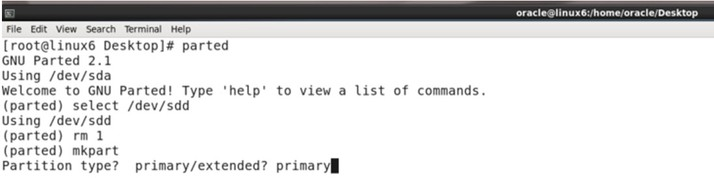 oracle@linux6:/home/oracle/Desktop
File Edit View Search Terminal Help
[root@linux6 Desktop]# parted
GNU Parted 2.1
Using /dev/sda
Welcome to GNU Parted! Type 'help' to view a list of commands.
(parted) select /dev/sdd
Using /dev/sdd
(parted) rm 1
(parted) mkpart
Partition type?  primary/extended? primary